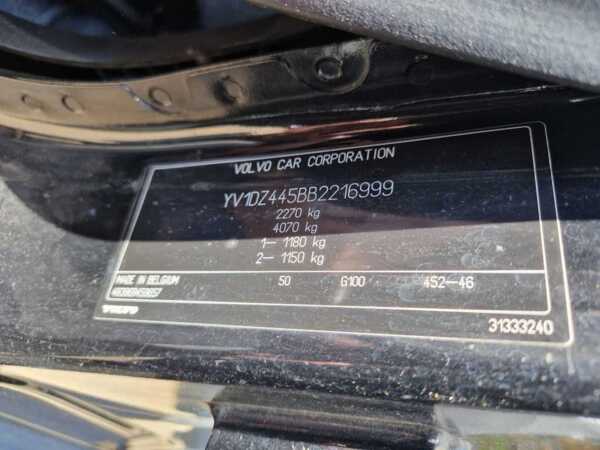 VOLVO CAR CORPORATION
YV1DZ445BB2216999
2270 kg
4070 kg
1- 1180 kg
2- 1150 kg
MADE IN BELGIUM 50 G100 452-46
VOLVO
31333240